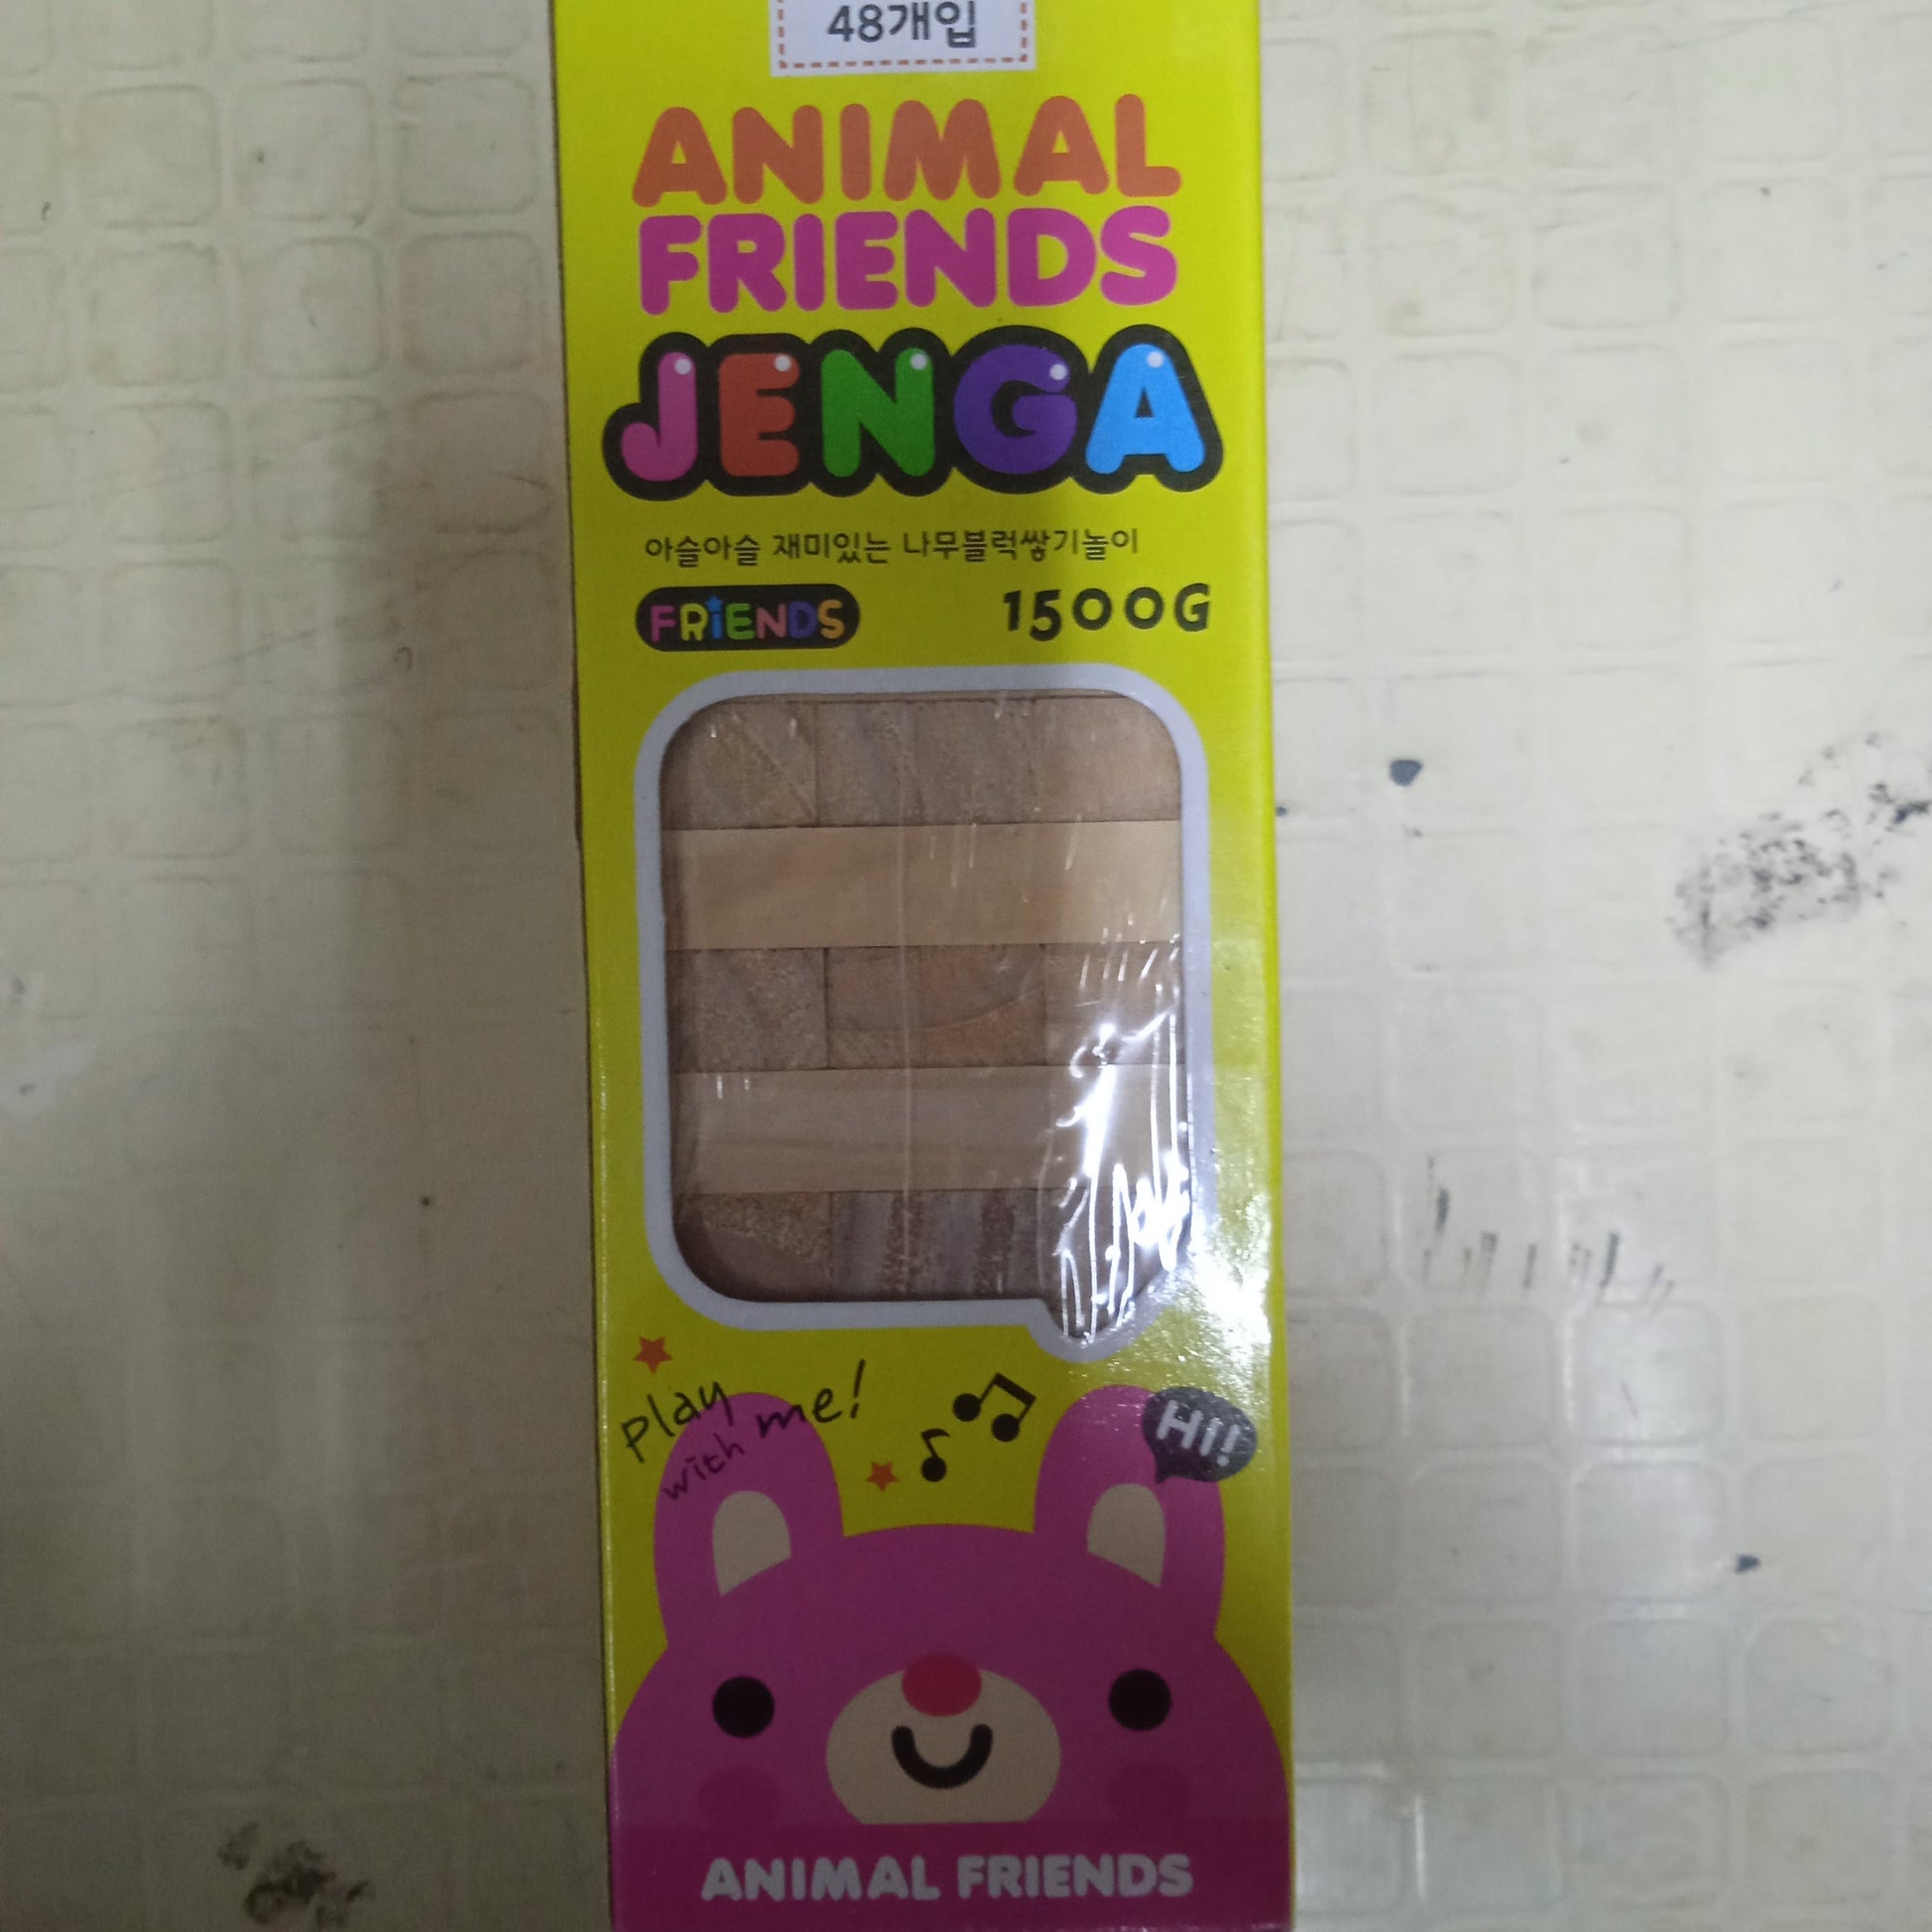 48개입
ANIMAL
FRIENDS
JENGA
아슬아슬 재미있는 나무블럭쌓기놀이
FRiENDS 1500G
play
with me!
Hi!
ANIMAL FRIENDS